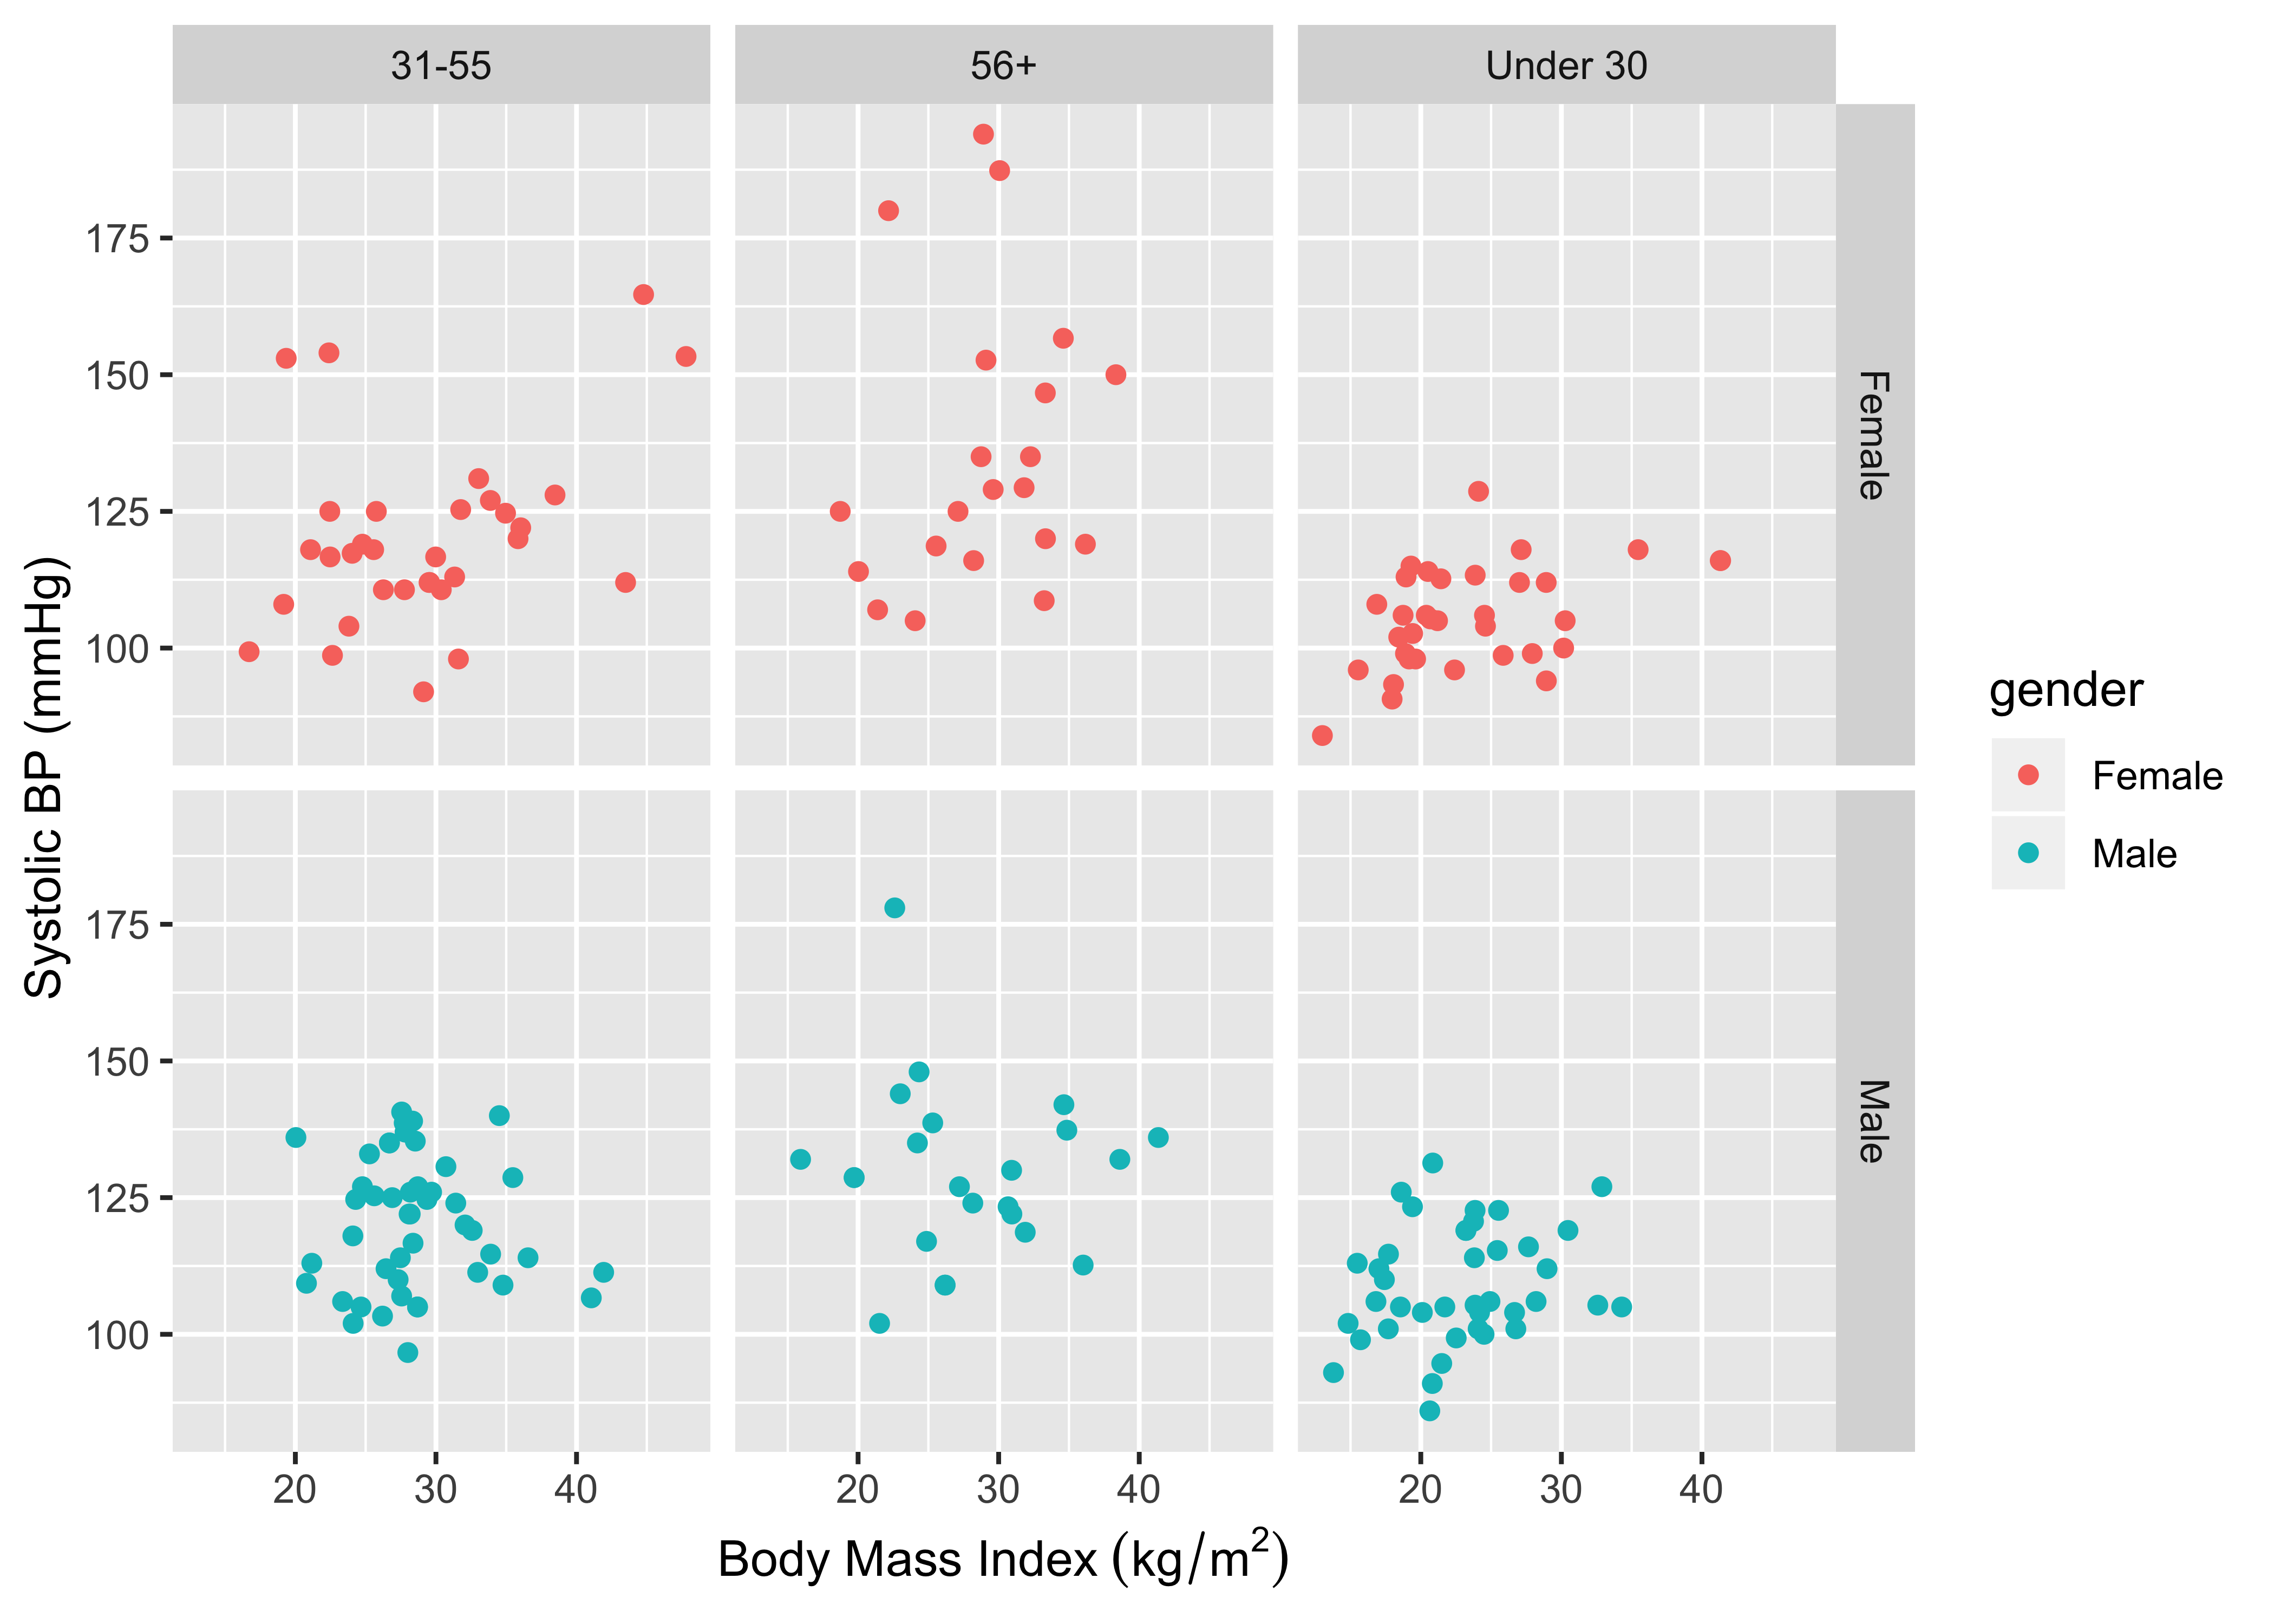 31-55
56+
Under 30
Systolic BP (mmHg)
175
150
125
100
Female
175
150
125
100
Male
20
30
40
20
30
40
20
30
40
Body Mass Index (kg/m²)
gender
Female
Male